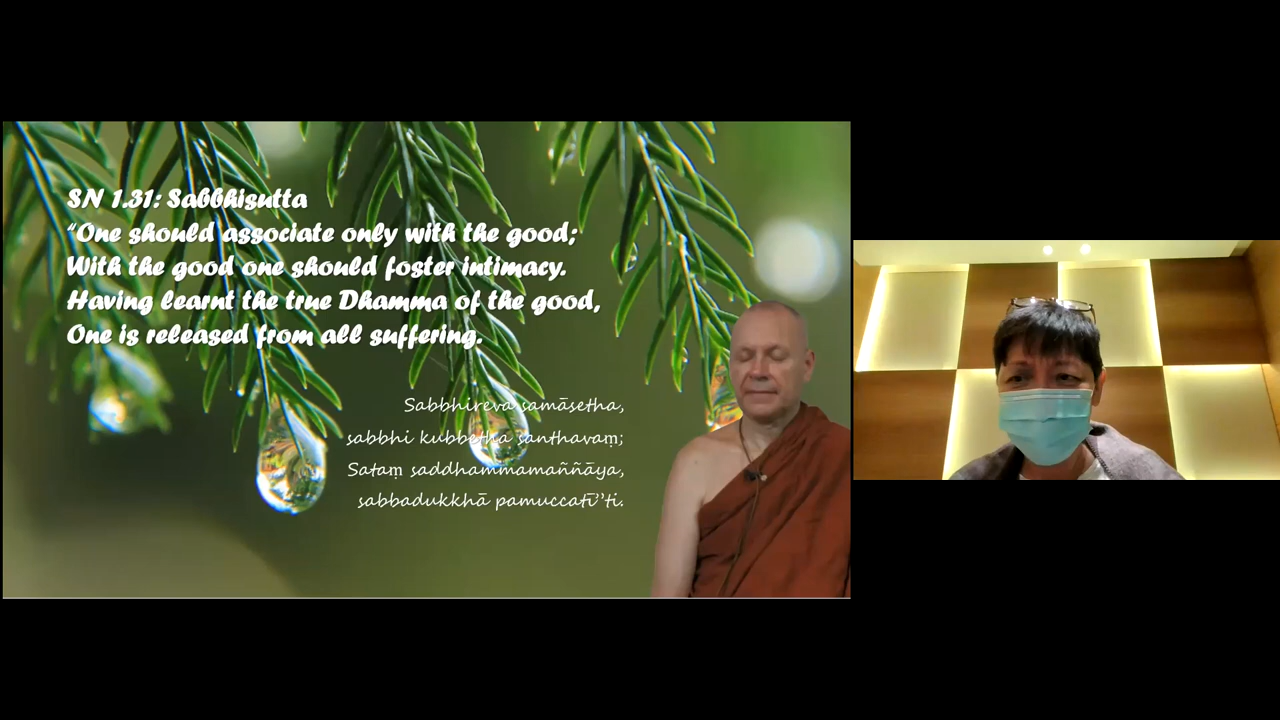 SN 1.31: Sabbhisutta
“One should associate only with the good;
With the good one should foster intimacy.
Having learnt the true Dhamma of the good,
One is released from all suffering.
Sabbhireva samāsetha,
sabbhi kubbetha santhavaṃ;
Sataṃ saddhammamaññāya,
sabbadukkhā pamuccatī’’ti.